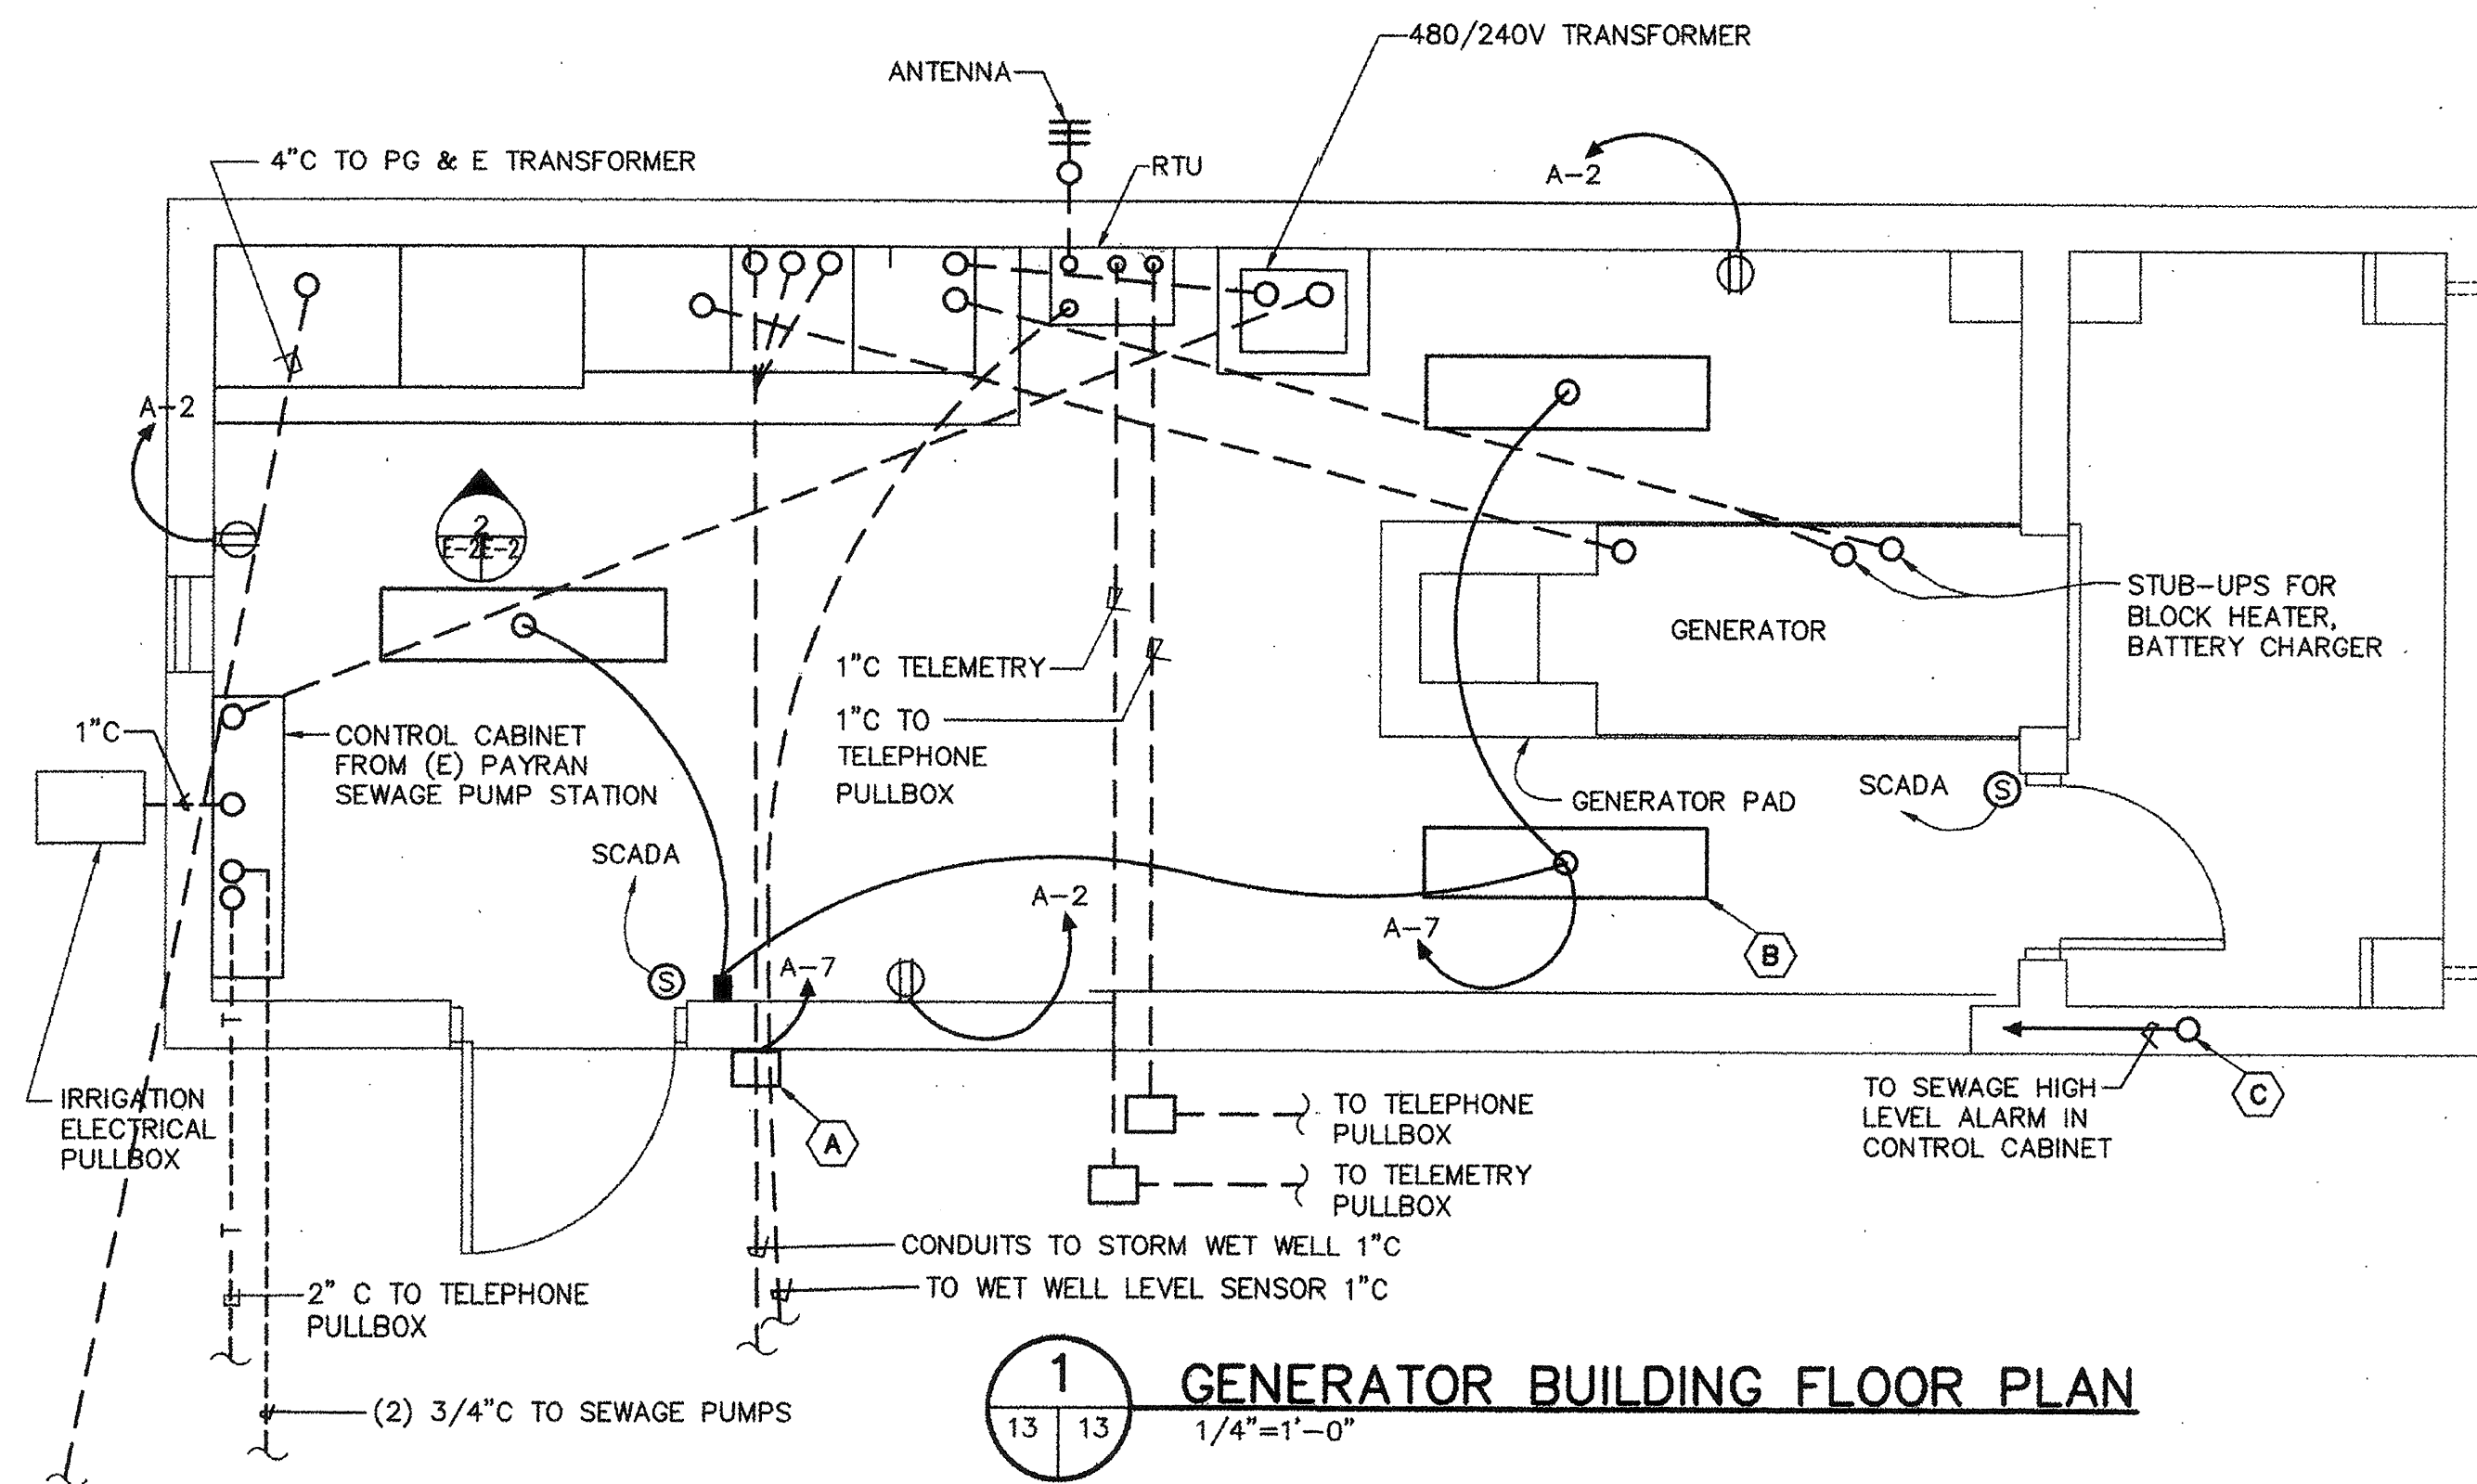 480/240V TRANSFORMER
ANTENNA
4"C TO PG & E TRANSFORMER
RTU
A-2
A-2
2
E-2
E-2
STUB-UPS FOR
BLOCK HEATER,
BATTERY CHARGER
GENERATOR
1"C TELEMETRY
1"C TO
TELEPHONE
PULLBOX
1"C
CONTROL CABINET
FROM (E) PAYRAN
SEWAGE PUMP STATION
GENERATOR PAD
SCADA
S
SCADA
S
A-2
A-7
B
A-7
IRRIGATION
ELECTRICAL
PULLBOX
A
TO TELEPHONE
PULLBOX
TO TELEMETRY
PULLBOX
TO SEWAGE HIGH
LEVEL ALARM IN
CONTROL CABINET
C
CONDUITS TO STORM WET WELL 1"C
TO WET WELL LEVEL SENSOR 1"C
2" C TO TELEPHONE
PULLBOX
(2) 3/4"C TO SEWAGE PUMPS
1
13 13
GENERATOR BUILDING FLOOR PLAN
1/4"=1'-0"